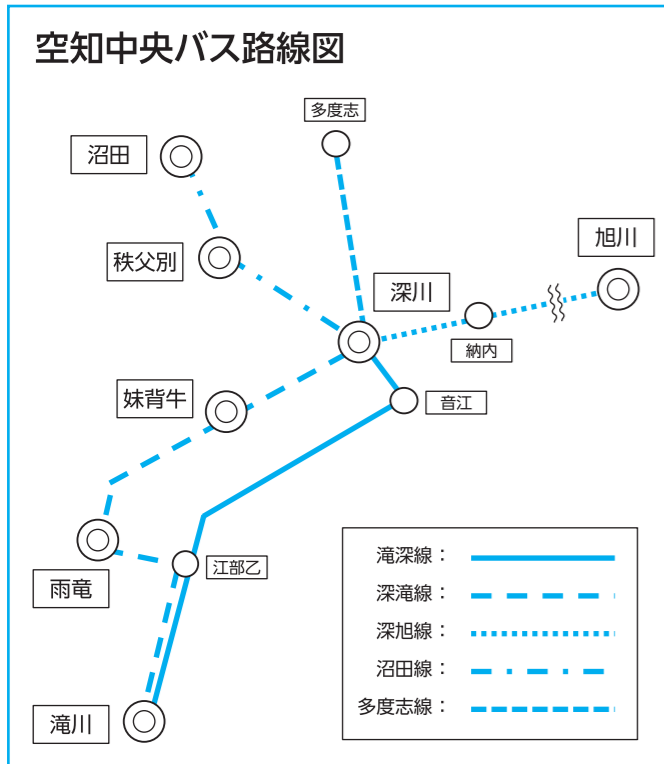 空知中央バス路線図
多度志
沼田
旭川
秩父別
深川
納内
妹背牛
音江
江部乙
雨竜
滝川
滝深線：
深滝線：
深旭線：
沼田線：
多度志線：